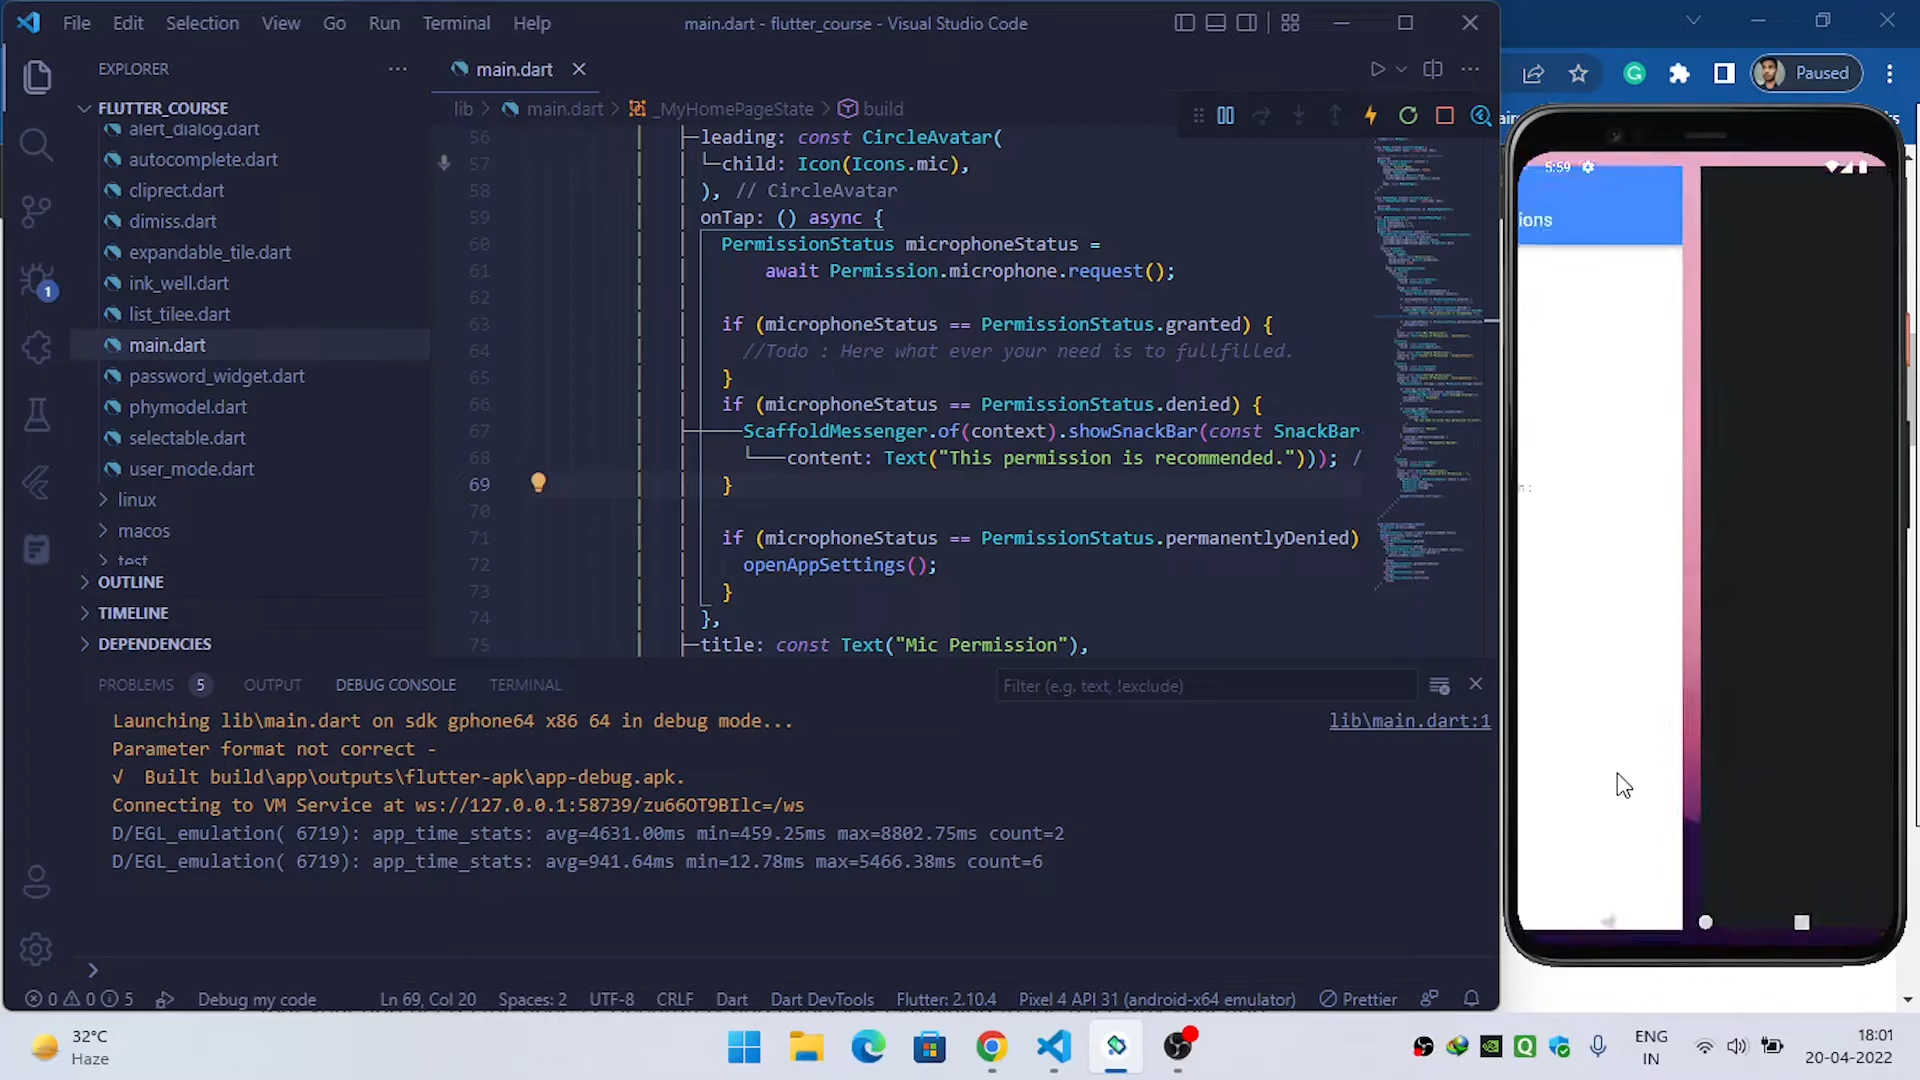 File Edit Selection View Go Run Terminal Help
main.dart - flutter_course - Visual Studio Code
Paused
EXPLORER
FLUTTER_COURSE
alert_dialog.dart
autocomplete.dart
cliprect.dart
dimiss.dart
expandable_tile.dart
ink_well.dart
list_tilee.dart
main.dart
password_widget.dart
phymodel.dart
selectable.dart
user_mode.dart
linux
macos
test
OUTLINE
TIMELINE
DEPENDENCIES
1
main.dart
lib > main.dart > _MyHomePageState > build
56 leading: const CircleAvatar(
57 child: Icon(Icons.mic),
58 ), // CircleAvatar
59 onTap: () async {
60 PermissionStatus microphoneStatus =
61 await Permission.microphone.request();
62
63 if (microphoneStatus == PermissionStatus.granted) {
64 //Todo : Here what ever your need is to fullfilled.
65 }
66 if (microphoneStatus == PermissionStatus.denied) {
67 ScaffoldMessenger.of(context).showSnackBar(const SnackBar
68 content: Text("This permission is recommended."))); /
69 }
70
71 if (microphoneStatus == PermissionStatus.permanentlyDenied)
72 openAppSettings();
73 }
74 },
75 title: const Text("Mic Permission"),
PROBLEMS 5 OUTPUT DEBUG CONSOLE TERMINAL
Filter (e.g. text, !exclude)
Launching lib\main.dart on sdk gphone64 x86 64 in debug mode...
lib\main.dart:1
Parameter format not correct -
√ Built build\app\outputs\flutter-apk\app-debug.apk.
Connecting to VM Service at ws://127.0.0.1:58739/zu66OT9BIlc=/ws
D/EGL_emulation( 6719): app_time_stats: avg=4631.00ms min=459.25ms max=8802.75ms count=2
D/EGL_emulation( 6719): app_time_stats: avg=941.64ms min=12.78ms max=5466.38ms count=6
0 0 5 Debug my code Ln 69, Col 20 Spaces: 2 UTF-8 CRLF Dart Dart DevTools Flutter: 2.10.4 Pixel 4 API 31 (android-x64 emulator) Prettier
5:59
ions
32°C
Haze
ENG
IN
18:01
20-04-2022